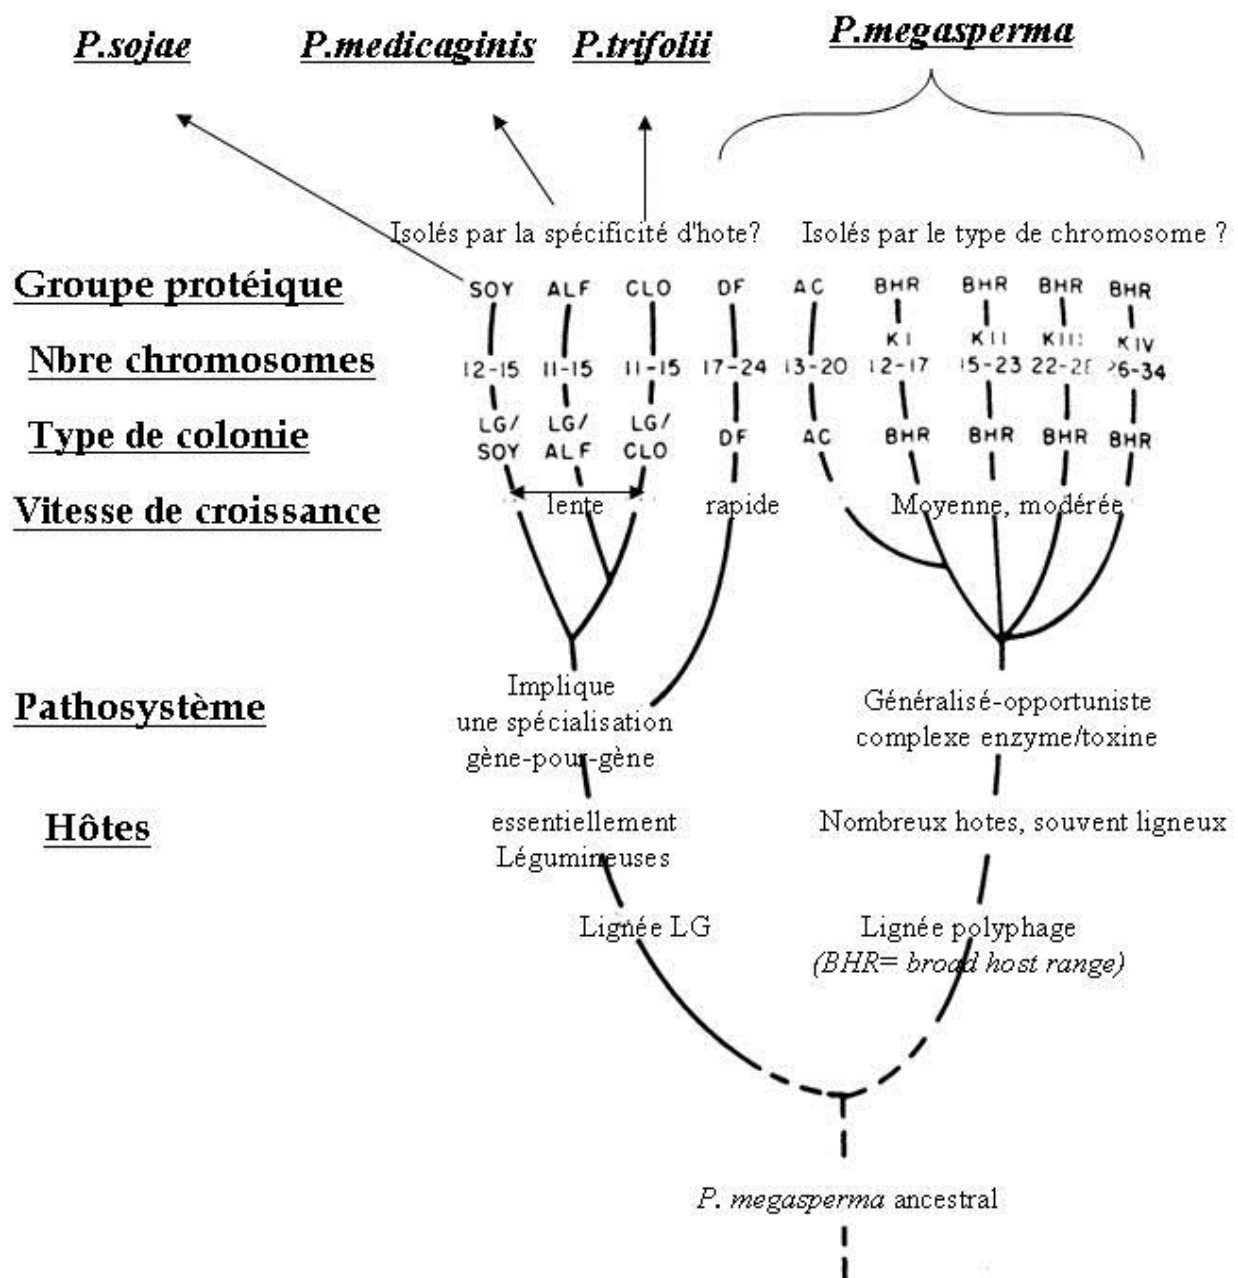 P.sojae P.medicaginis P.trifolii P.megasperma
Isolés par la spécificité d'hote? Isolés par le type de chromosome ?
Groupe protéique SOY ALF CLO DF AC BHR BHR BHR BHR
KI KII KIII KIV
Nbre chromosomes 12-15 11-15 11-15 17-24 13-20 12-17 15-23 22-28 26-34
LG/ LG/ LG/
Type de colonie SOY ALF CLO DF AC BHR BHR BHR BHR
Vitesse de croissance lente rapide Moyenne, modérée
Pathosystème
Implique
une spécialisation
gène-pour-gène
Généralisé-opportuniste
complexe enzyme/toxine
Hôtes
essentiellement
Légumineuses
Nombreux hotes, souvent ligneux
Lignée LG
Lignée polyphage
(BHR= broad host range)
P. megasperma ancestral